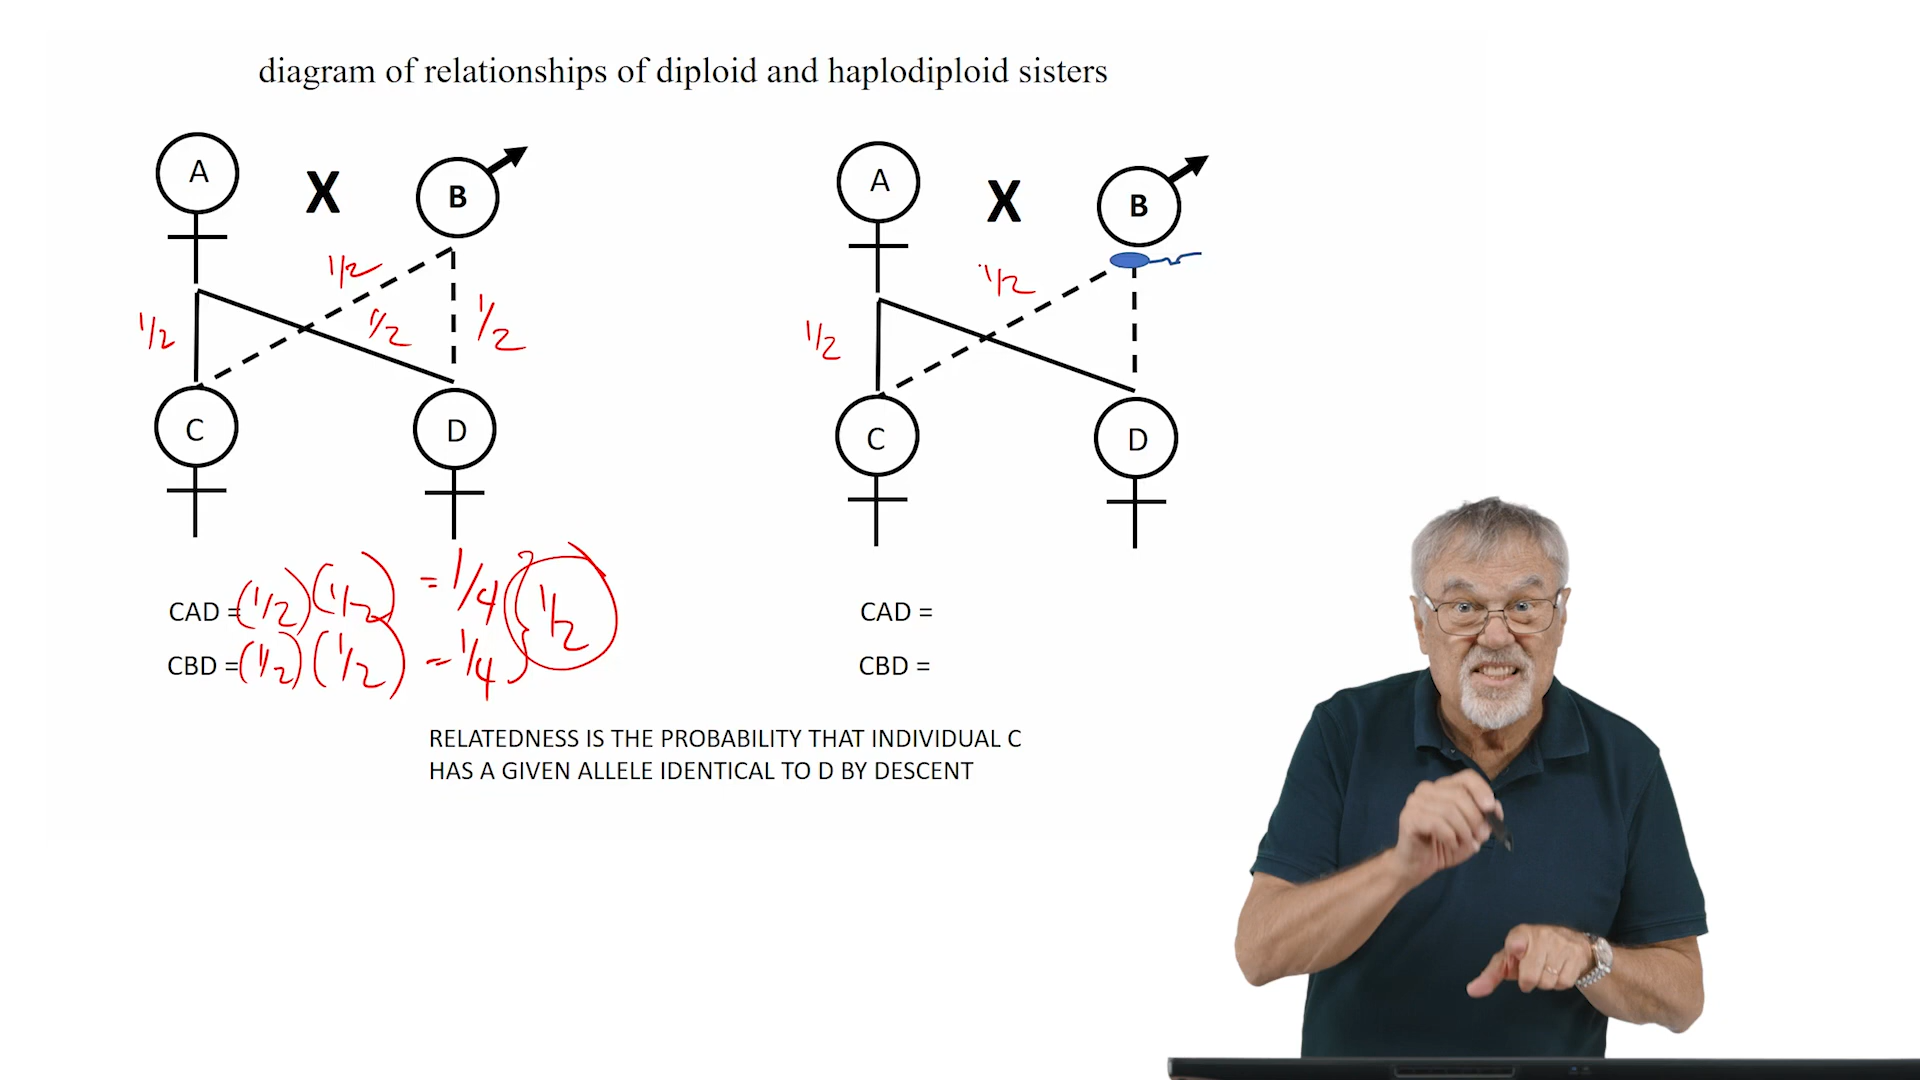 diagram of relationships of diploid and haplodiploid sisters
A X B
1/2
1/2 1/2 1/2
C D
CAD = (1/2)(1/2) = 1/4
CBD = (1/2)(1/2) = 1/4
1/2
A X B
1/2
1/2
C D
CAD =
CBD =
RELATEDNESS IS THE PROBABILITY THAT INDIVIDUAL C
HAS A GIVEN ALLELE IDENTICAL TO D BY DESCENT